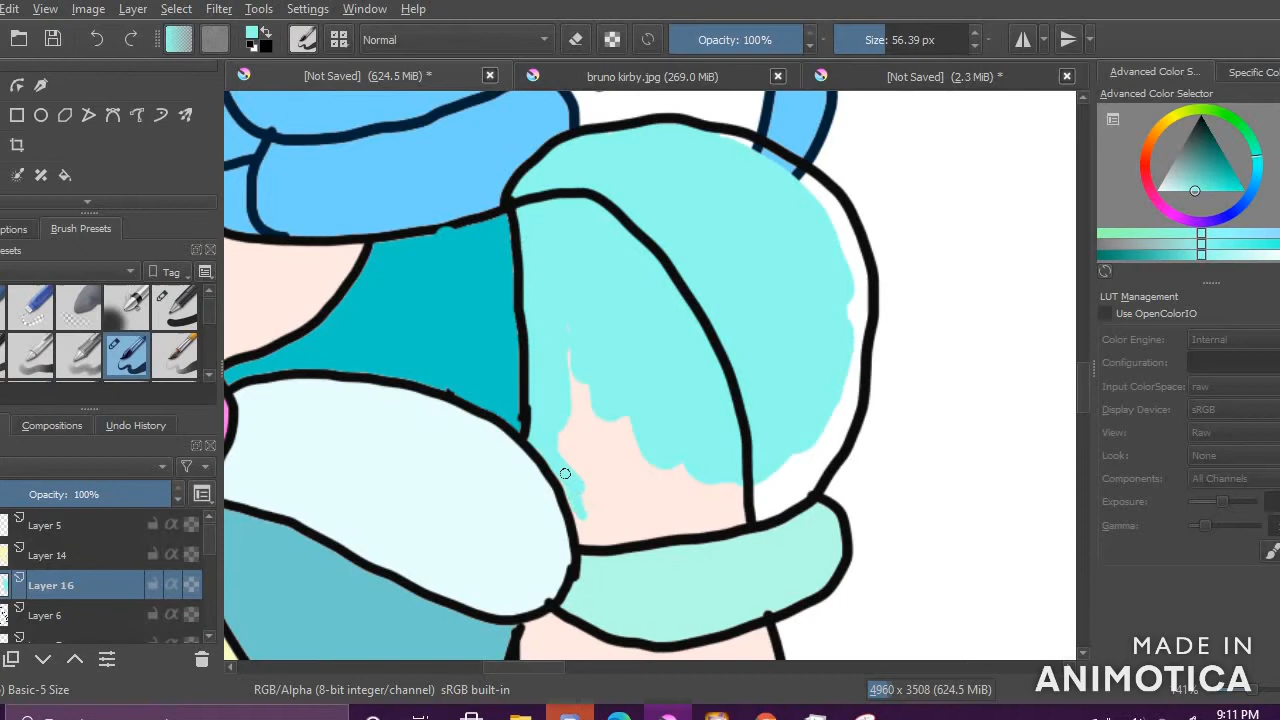 Edit View Image Layer Select Filter Tools Settings Window Help
Normal Opacity: 100% Size: 56.39 px
[Not Saved] (624.5 MiB) * bruno kirby.jpg (269.0 MiB) [Not Saved] (2.3 MiB) * Advanced Color S... Specific Co
Advanced Color Selector
ptions Brush Presets
esets
Tag
LUT Management
Use OpenColorIO
Color Engine: Internal
Configuration:
Input ColorSpace: raw
Display Device: sRGB
View: Raw
Look: None
Components: All Channels
Exposure:
Gamma:
Compositions Undo History
Opacity: 100%
Layer 5
Layer 14
Layer 16
Layer 6
MADE IN
ANIMOTICA
) Basic-5 Size RGB/Alpha (8-bit integer/channel) sRGB built-in 4960 x 3508 (624.5 MiB)
9:11 PM